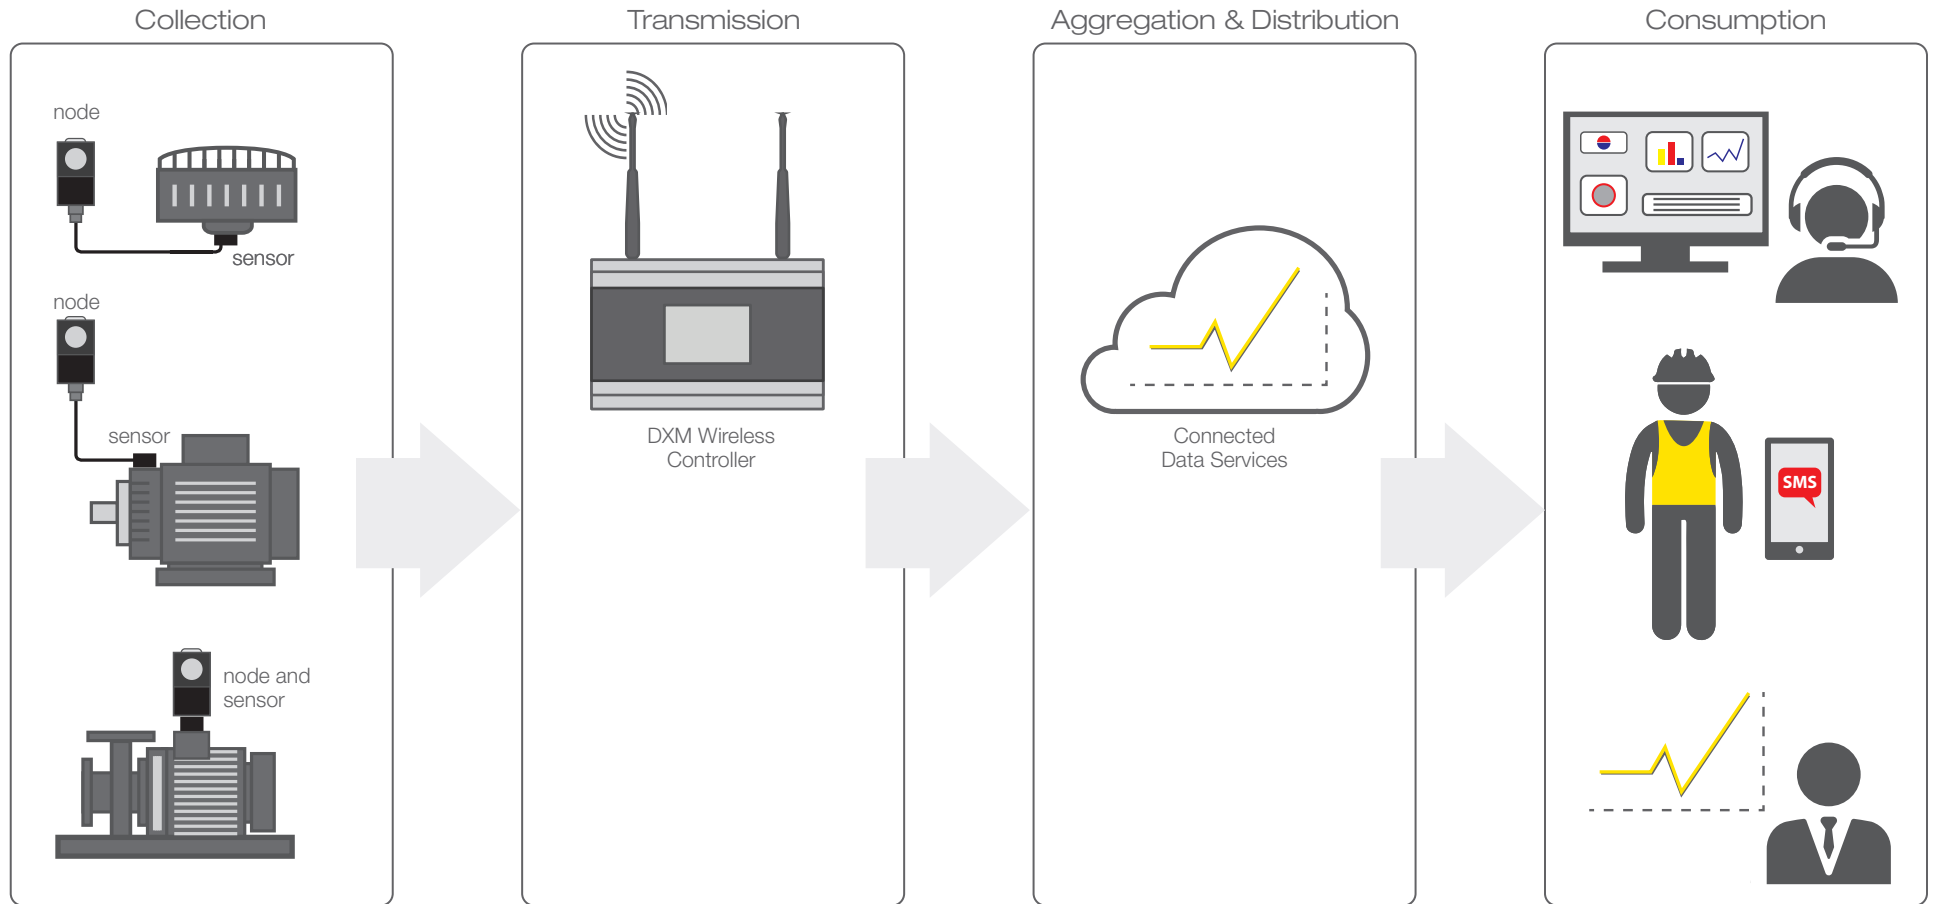 Collection
Transmission
Aggregation & Distribution
Consumption
node
sensor
node
sensor
node and
sensor
DXM Wireless
Controller
Connected
Data Services
SMS